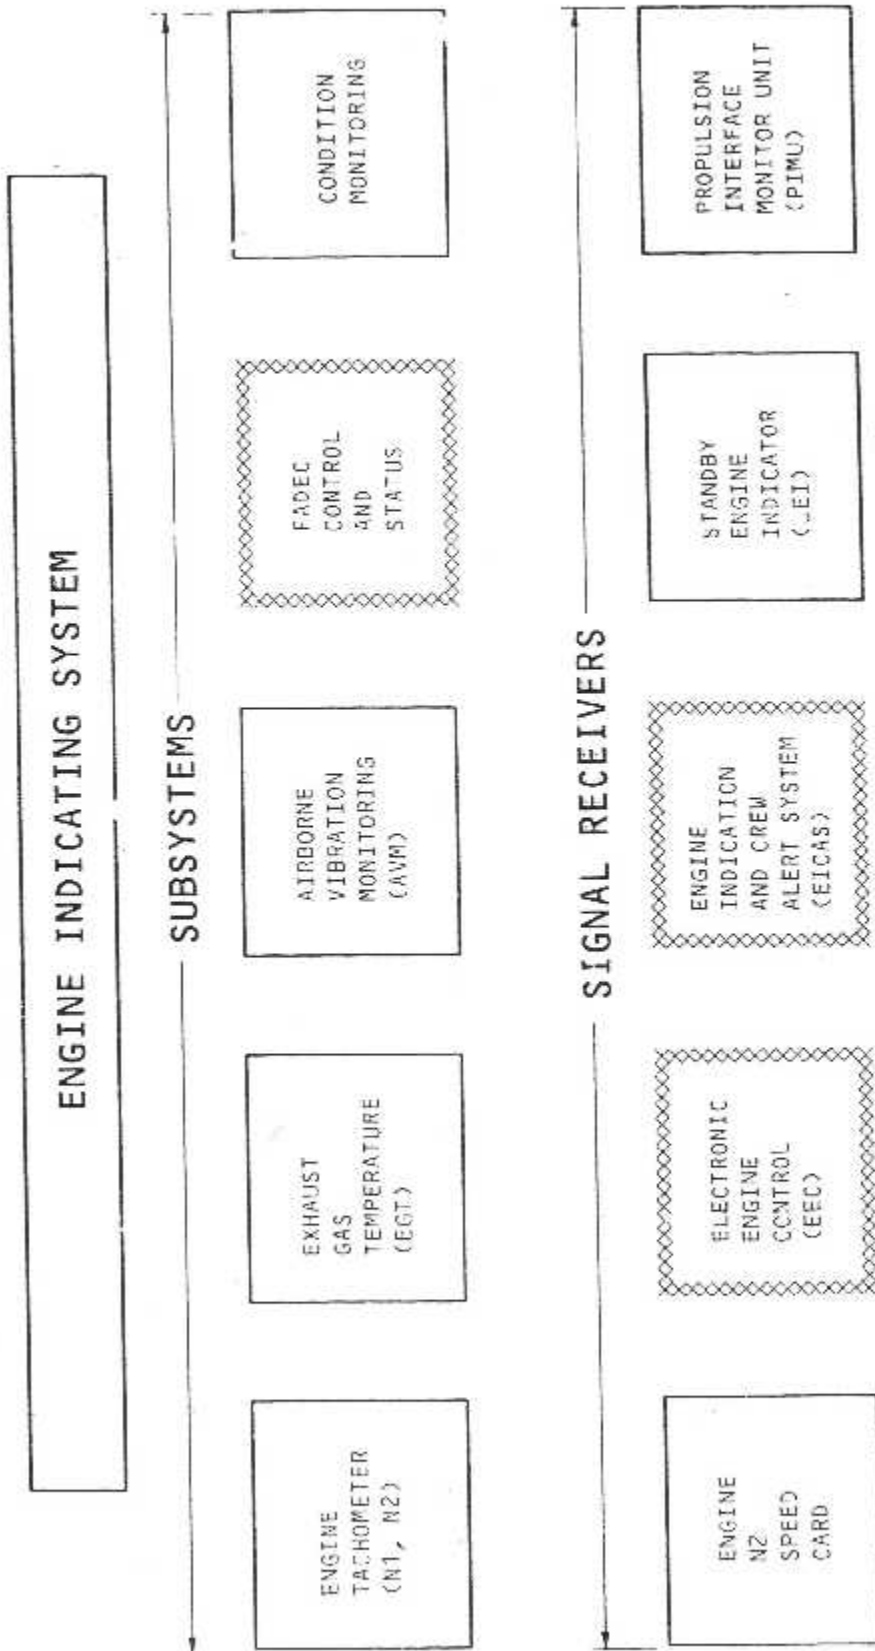 ENGINE INDICATING SYSTEM
SUBSYSTEMS
ENGINE
TACHOMETER
(N1, N2)
EXHAUST
GAS
TEMPERATURE
(EGT)
AIRBORNE
VIBRATION
MONITORING
(AVM)
FADEC
CONTROL
AND
STATUS
CONDITION
MONITORING
SIGNAL RECEIVERS
ENGINE
N2
SPEED
CARD
ELECTRONIC
ENGINE
CONTROL
(EEC)
ENGINE
INDICATION
AND CREW
ALERT SYSTEM
(EICAS)
STANDBY
ENGINE
INDICATOR
PROPULSION
INTERFACE
MONITOR UNIT
(PIMU)